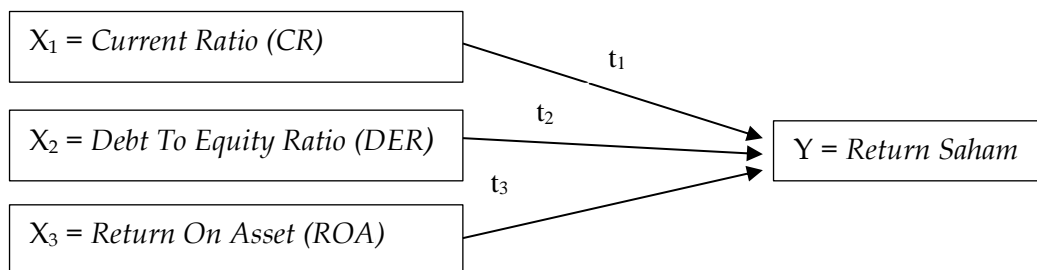 X₁ = Current Ratio (CR)
t₁
t₂
X₂ = Debt To Equity Ratio (DER)
Y = Return Saham
t₃
X₃ = Return On Asset (ROA)